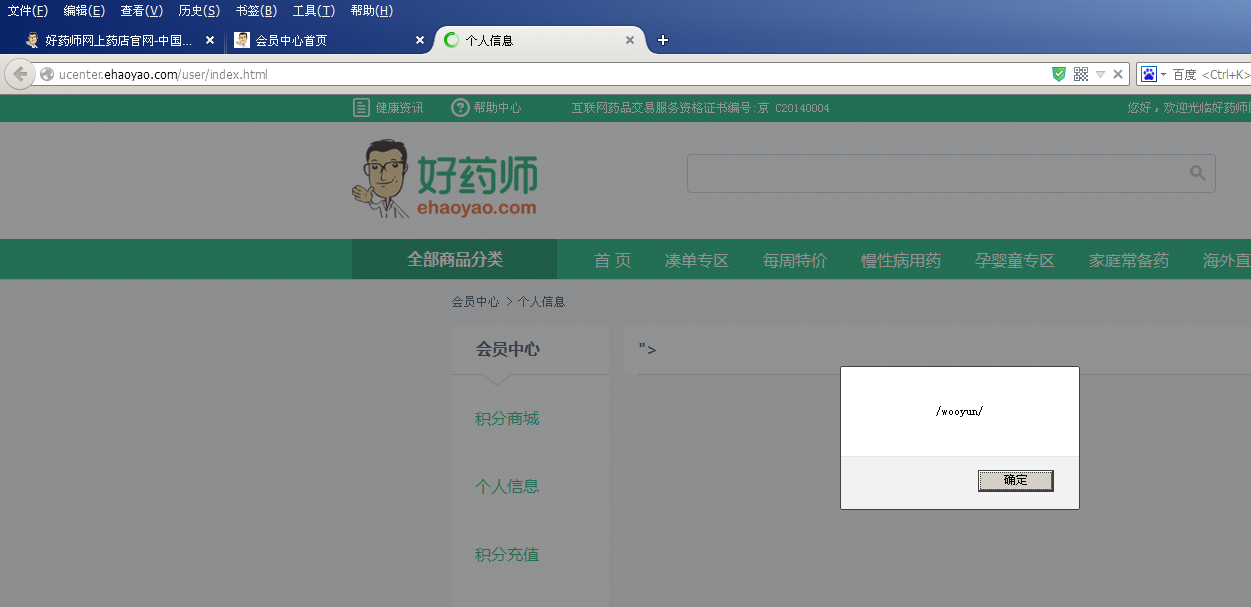 文件(F) 编辑(E) 查看(V) 历史(S) 书签(B) 工具(T) 帮助(H)
好药师网上药店官网-中国... 会员中心首页 个人信息
ucenter.ehaoyao.com/user/index.html 百度 <Ctrl+K>
健康资讯 帮助中心 互联网药品交易服务资格证书编号:京 C20140004 您好，欢迎光临好药师
好药师
ehaoyao.com
全部商品分类 首 页 凑单专区 每周特价 慢性病用药 孕婴童专区 家庭常备药 海外直
会员中心 > 个人信息
会员中心 ">
/wooyun/
积分商城
确定
个人信息
积分充值